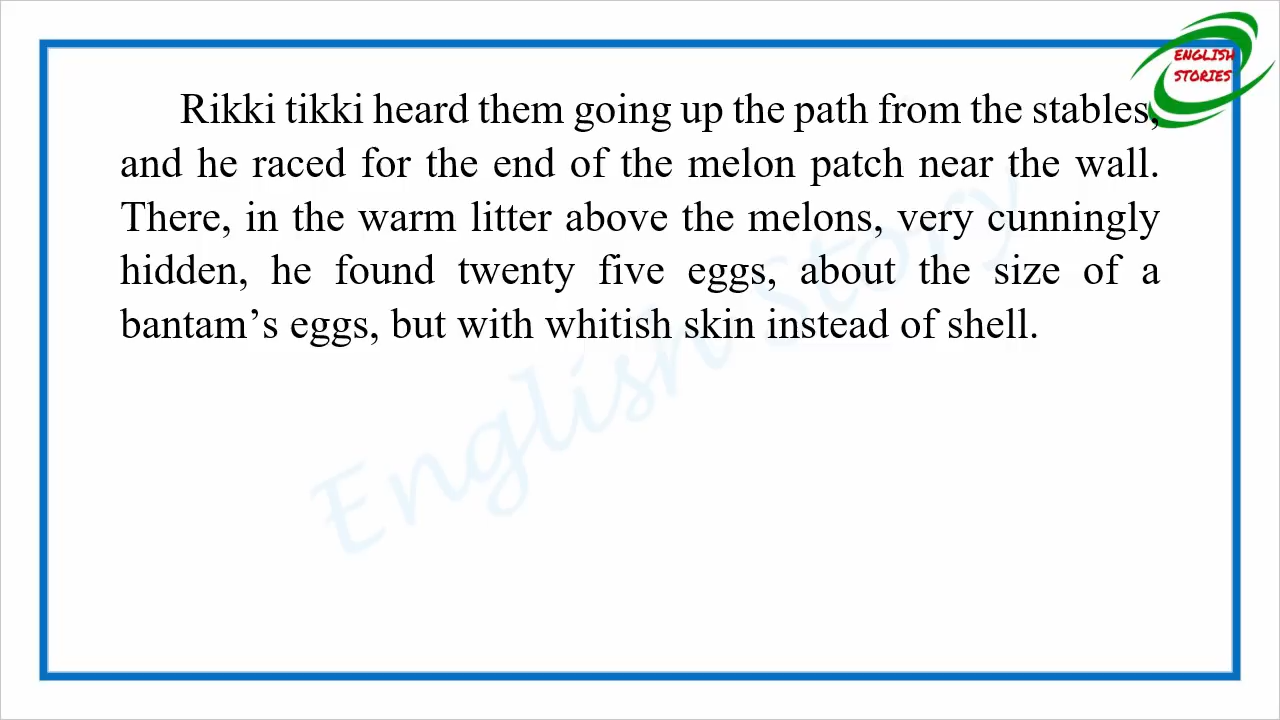 ENGLISH
STORIES
Rikki tikki heard them going up the path from the stables,
and he raced for the end of the melon patch near the wall.
There, in the warm litter above the melons, very cunningly
hidden, he found twenty five eggs, about the size of a
bantam’s eggs, but with whitish skin instead of shell.
English Story